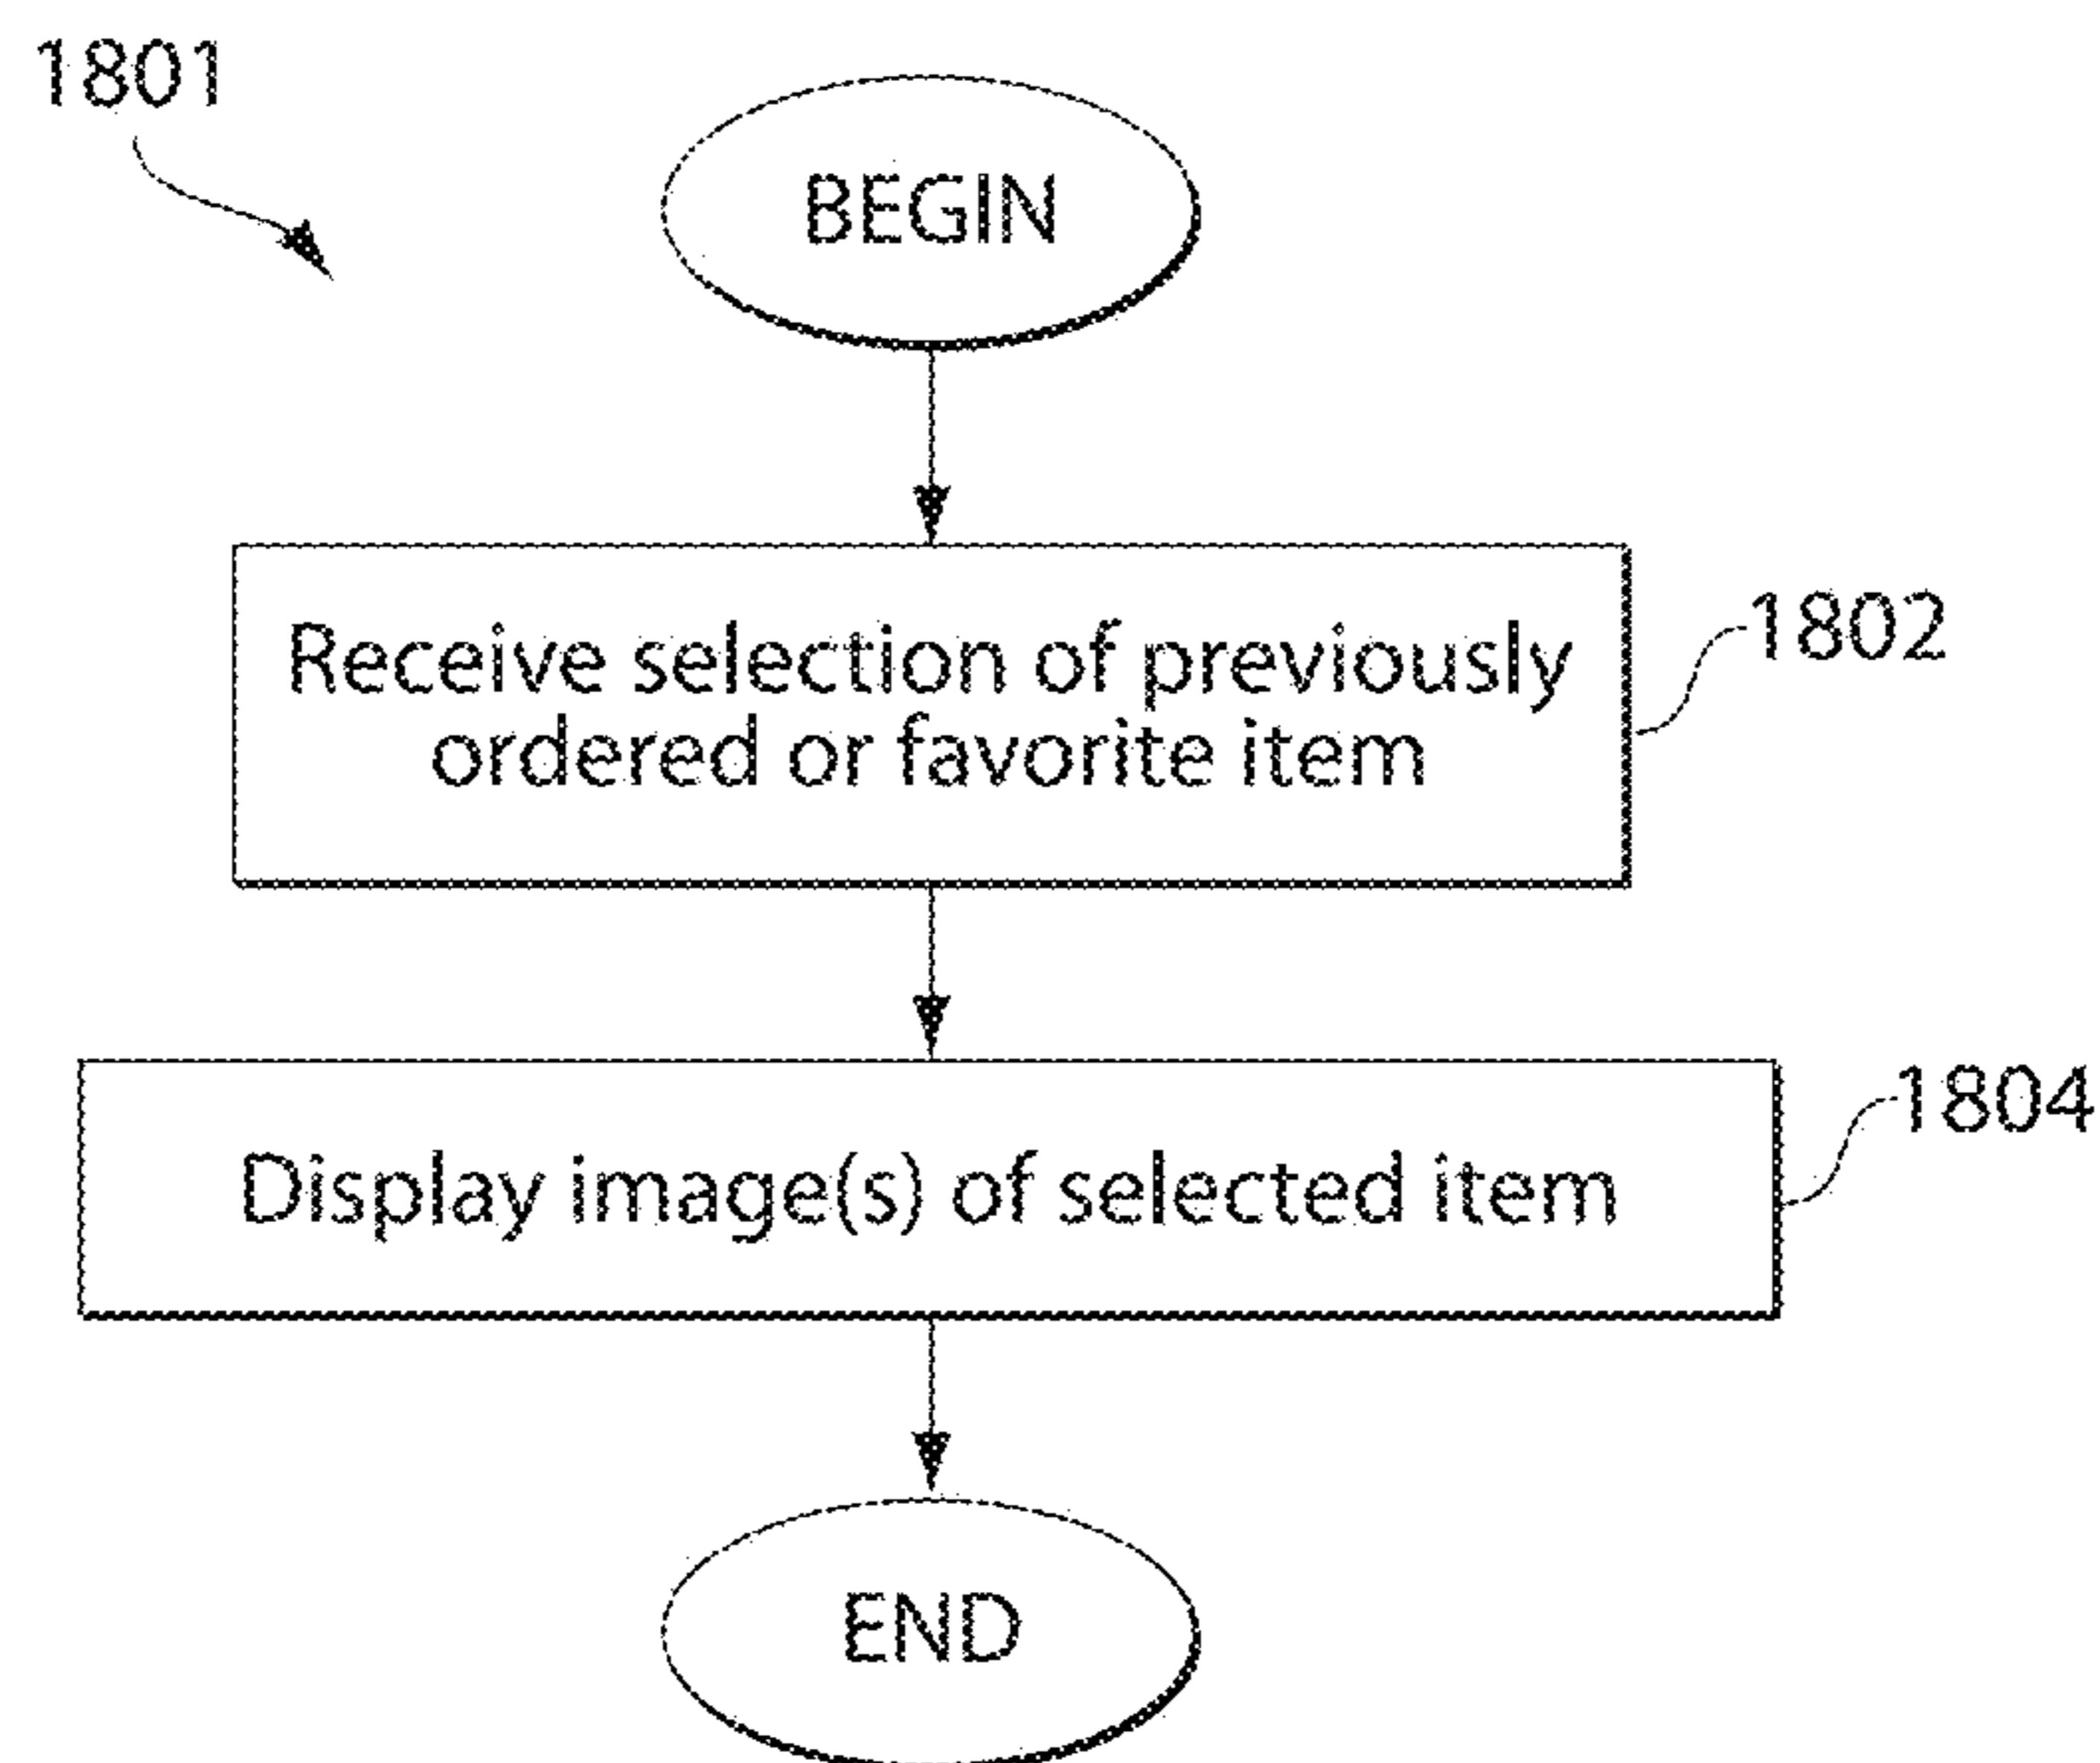 1801
BEGIN
Receive selection of previously
ordered or favorite item
1802
Display image(s) of selected item
1804
END